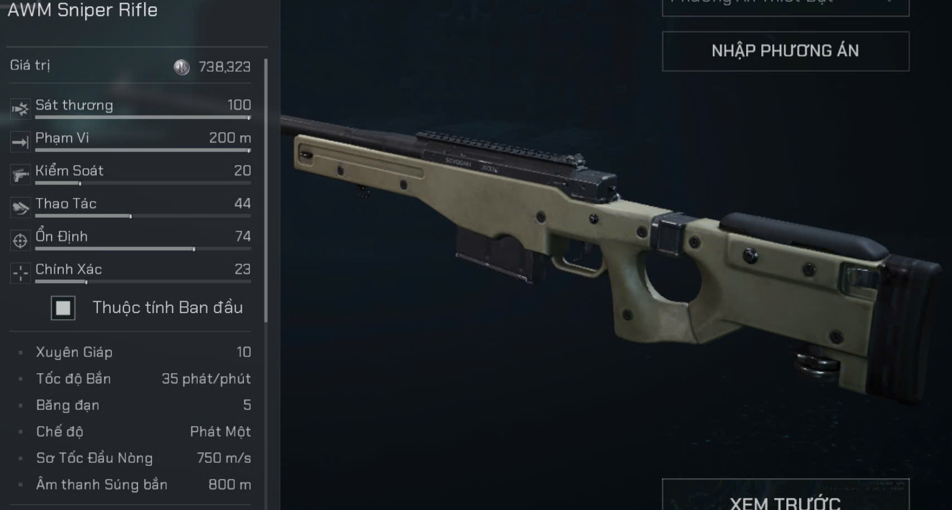 AWM Sniper Rifle
Giá trị 738,323
Sát thương 100
Phạm Vi 200 m
Kiểm Soát 20
Thao Tác 44
Ổn Định 74
Chính Xác 23
Thuộc tính Ban đầu
Xuyên Giáp 10
Tốc độ Bắn 35 phát/phút
Băng đạn 5
Chế độ Phát Một
Sơ Tốc Đầu Nòng 750 m/s
Âm thanh Súng bắn 800 m
NHẬP PHƯƠNG ÁN
XEM TRƯỚC